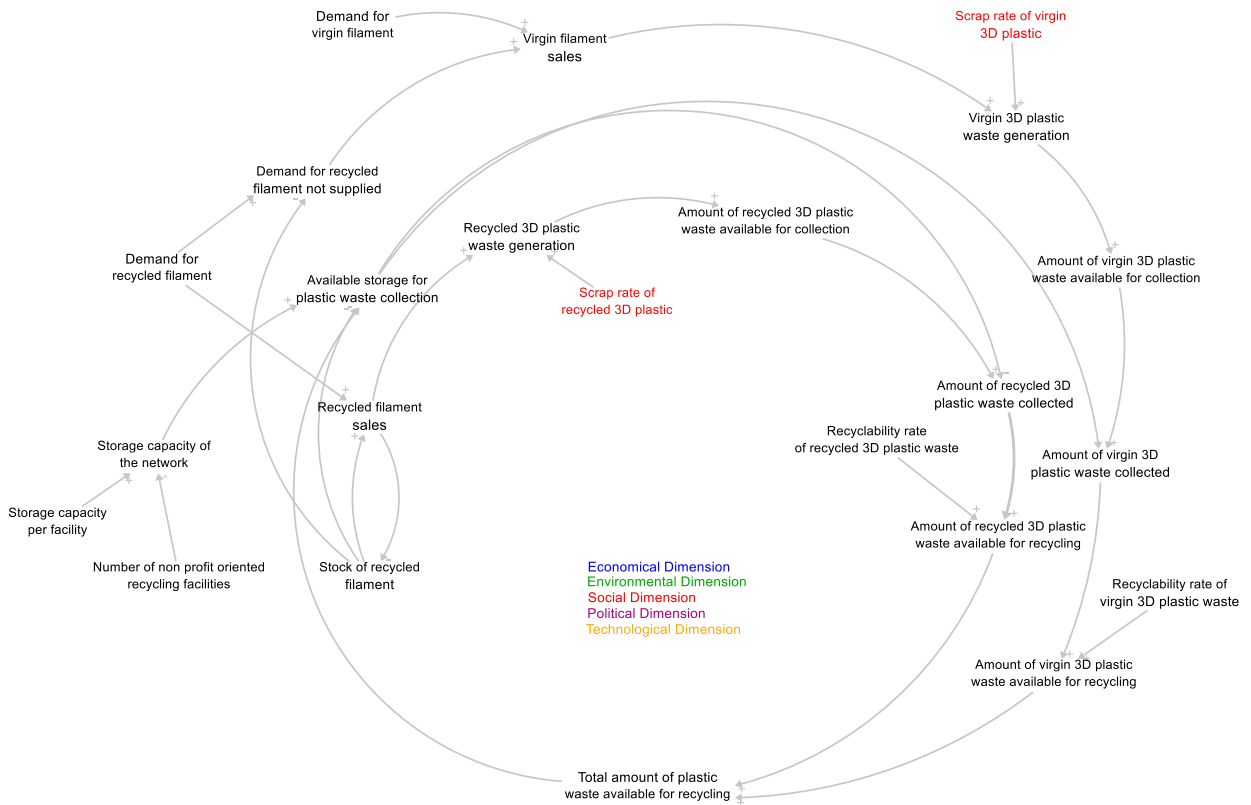 Demand for
virgin filament
Virgin filament
sales
Scrap rate of virgin
3D plastic
Virgin 3D plastic
waste generation
Demand for recycled
filament not supplied
Recycled 3D plastic
waste generation
Amount of recycled 3D plastic
waste available for collection
Demand for
recycled filament
Available storage for
plastic waste collection
Scrap rate of
recycled 3D plastic
Amount of virgin 3D plastic
waste available for collection
Recycled filament
sales
Amount of recycled 3D
plastic waste collected
Storage capacity of
the network
Recyclability rate
of recycled 3D plastic waste
Amount of virgin 3D
plastic waste collected
Storage capacity
per facility
Amount of recycled 3D plastic
waste available for recycling
Number of non profit oriented
recycling facilities
Stock of recycled
filament
Economical Dimension
Environmental Dimension
Social Dimension
Political Dimension
Technological Dimension
Recyclability rate of
virgin 3D plastic waste
Amount of virgin 3D plastic
waste available for recycling
Total amount of plastic
waste available for recycling